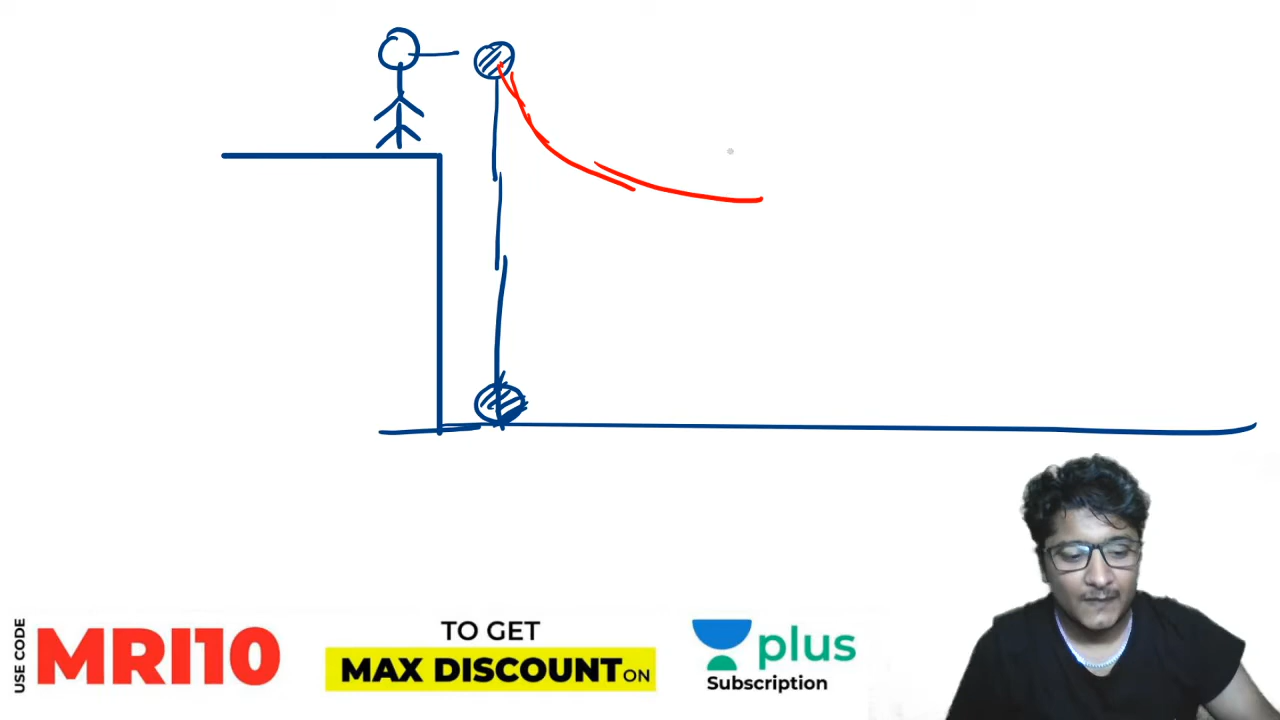 USE CODE
MRI10
TO GET
MAX DISCOUNT ON
plus
Subscription